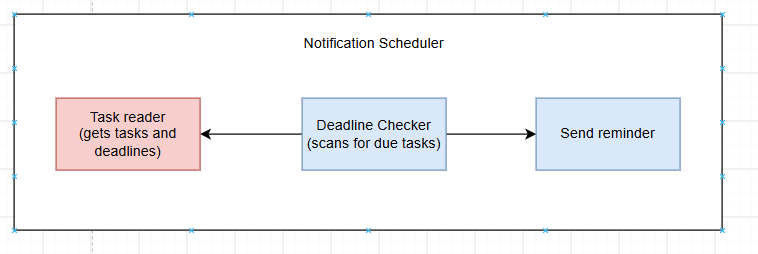 Notification Scheduler
Task reader
(gets tasks and
deadlines)
Deadline Checker
(scans for due tasks)
Send reminder